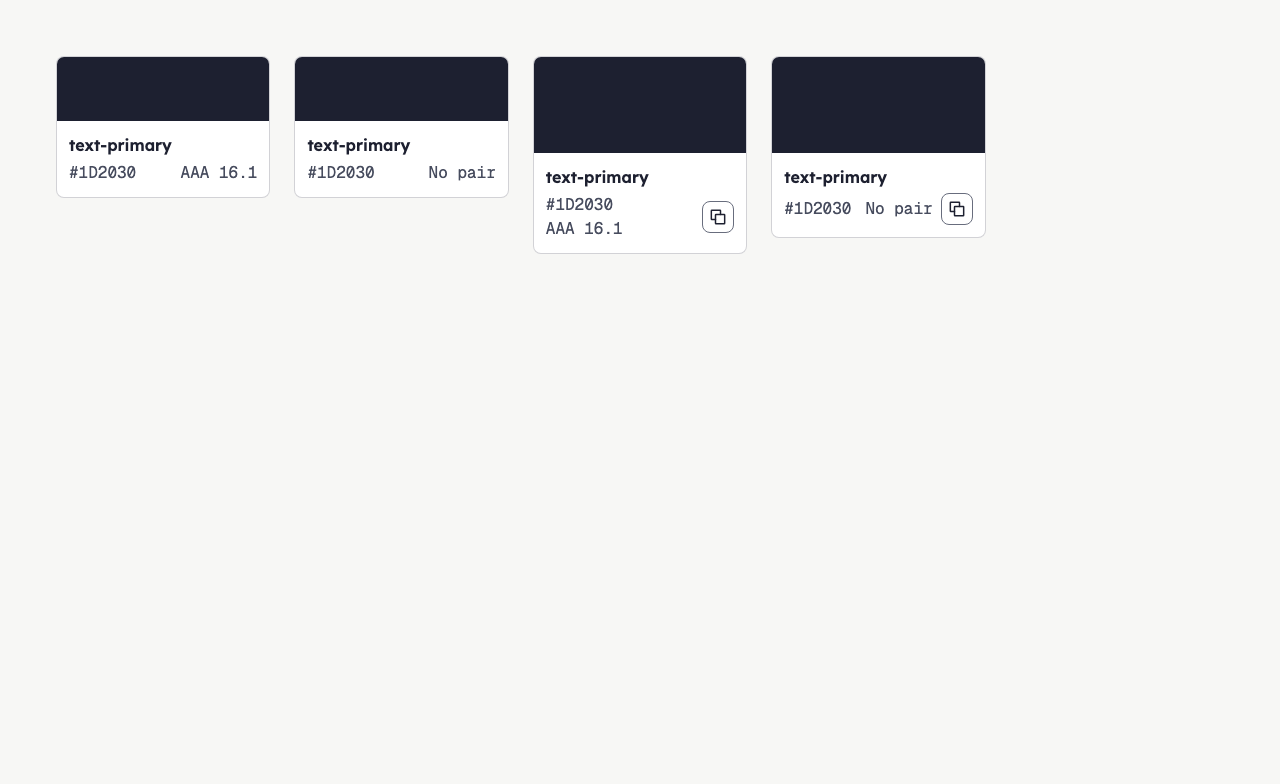 text-primary
#1D2030 AAA 16.1
text-primary
#1D2030 No pair
text-primary
#1D2030
AAA 16.1
text-primary
#1D2030 No pair